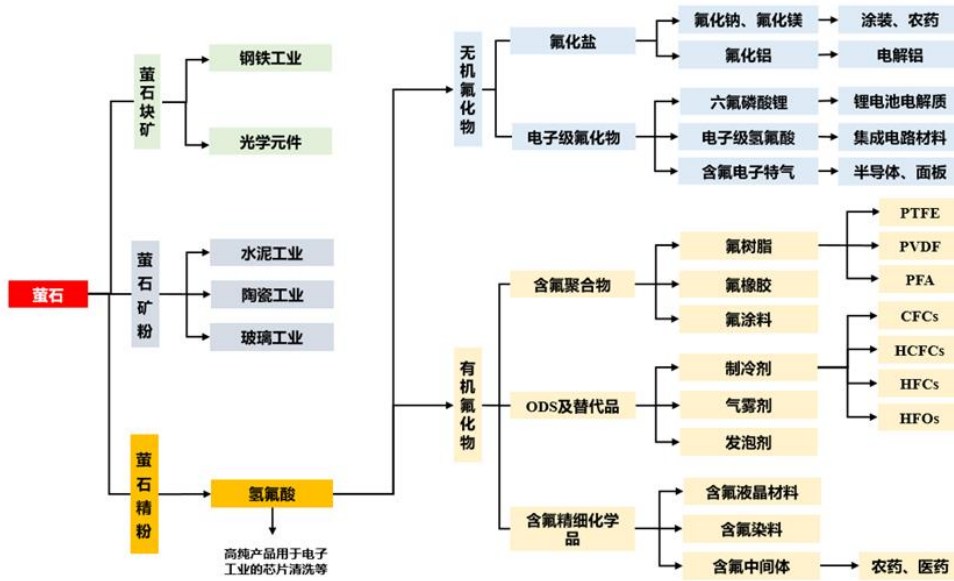 萤石
萤石块矿
钢铁工业
光学元件
萤石矿粉
水泥工业
陶瓷工业
玻璃工业
萤石精粉
氢氟酸
高纯产品用于电子
工业的芯片清洗等
无机氟化物
氟化盐
氟化钠、氟化镁
涂装、农药
氟化铝
电解铝
电子级氟化物
六氟磷酸锂
锂电池电解质
电子级氢氟酸
集成电路材料
含氟电子特气
半导体、面板
有机氟化物
含氟聚合物
氟树脂
PTFE
PVDF
PFA
氟橡胶
氟涂料
ODS及替代品
制冷剂
CFCs
HCFCs
HFCs
HFOs
气雾剂
发泡剂
含氟精细化学
品
含氟液晶材料
含氟染料
含氟中间体
农药、医药